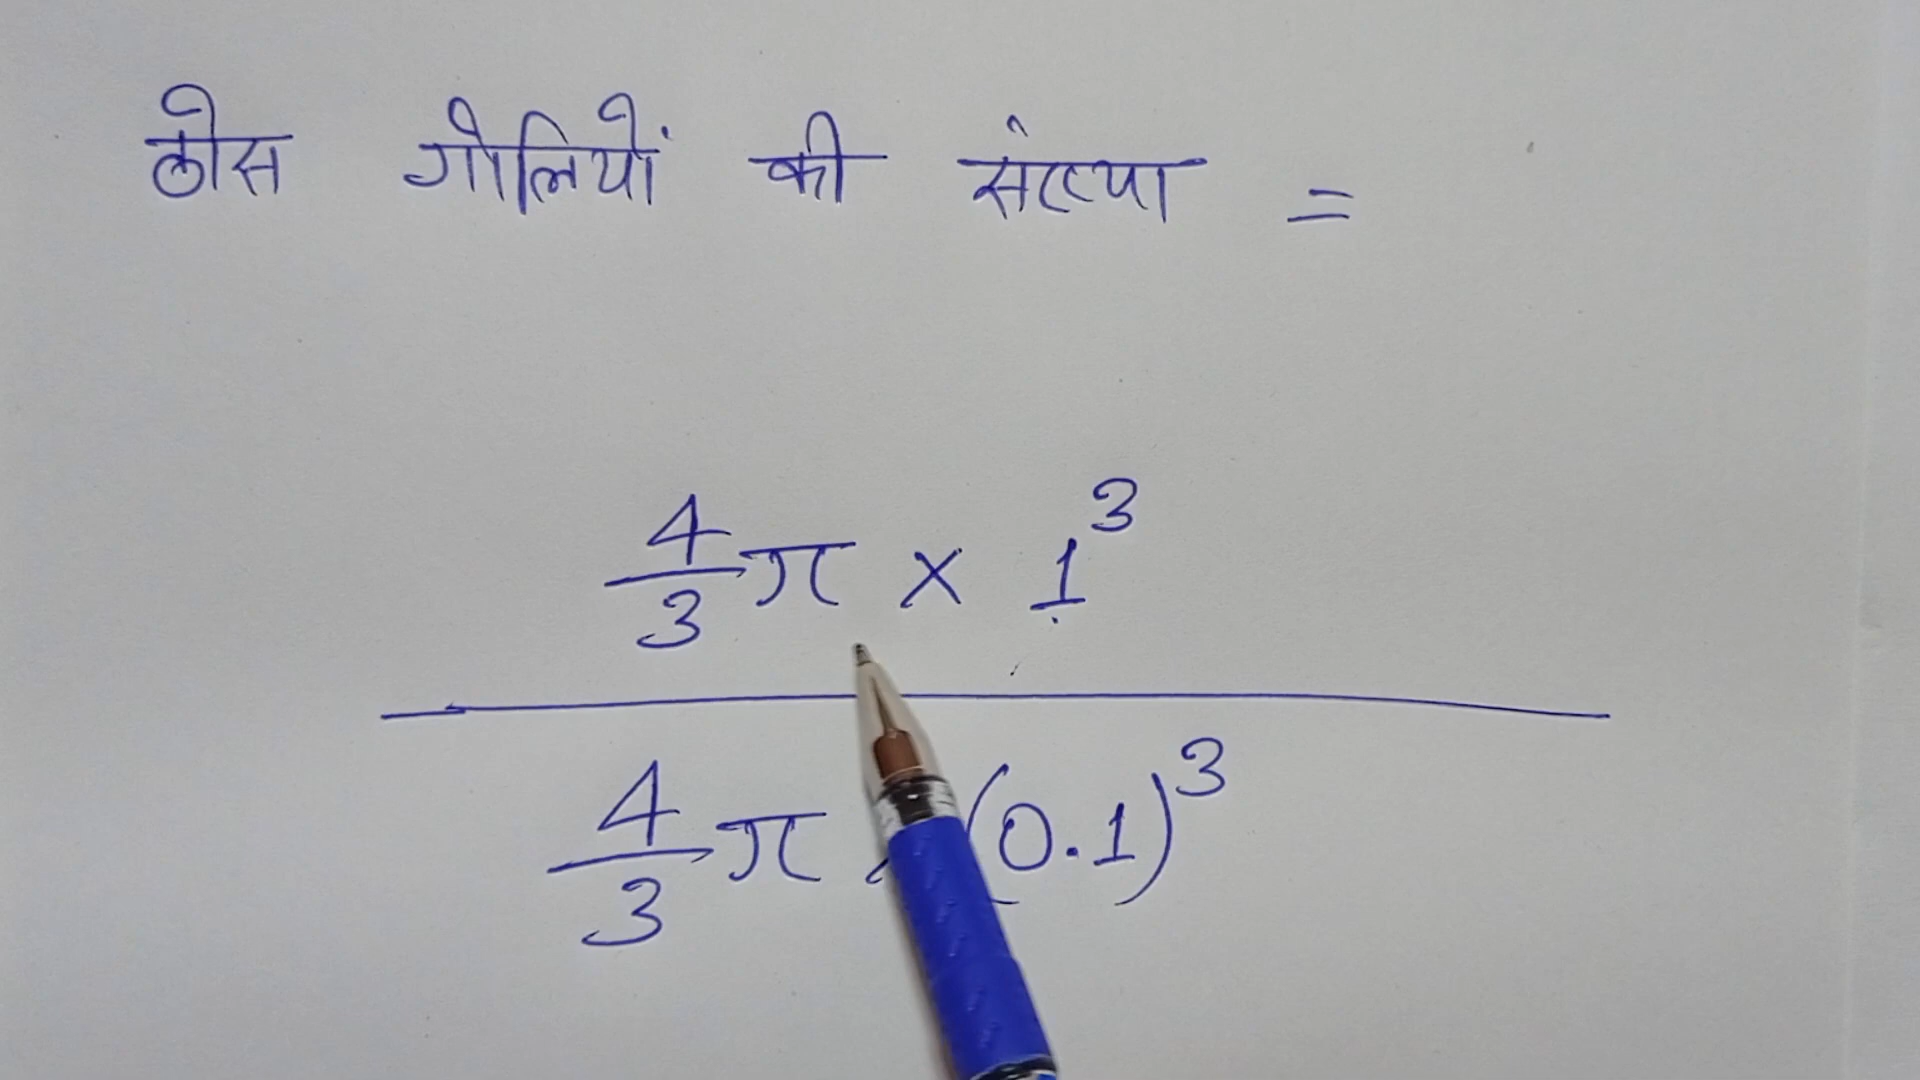 ठोस गोलियों की संख्या =
4/3 π × 1³
4/3 π × (0.1)³